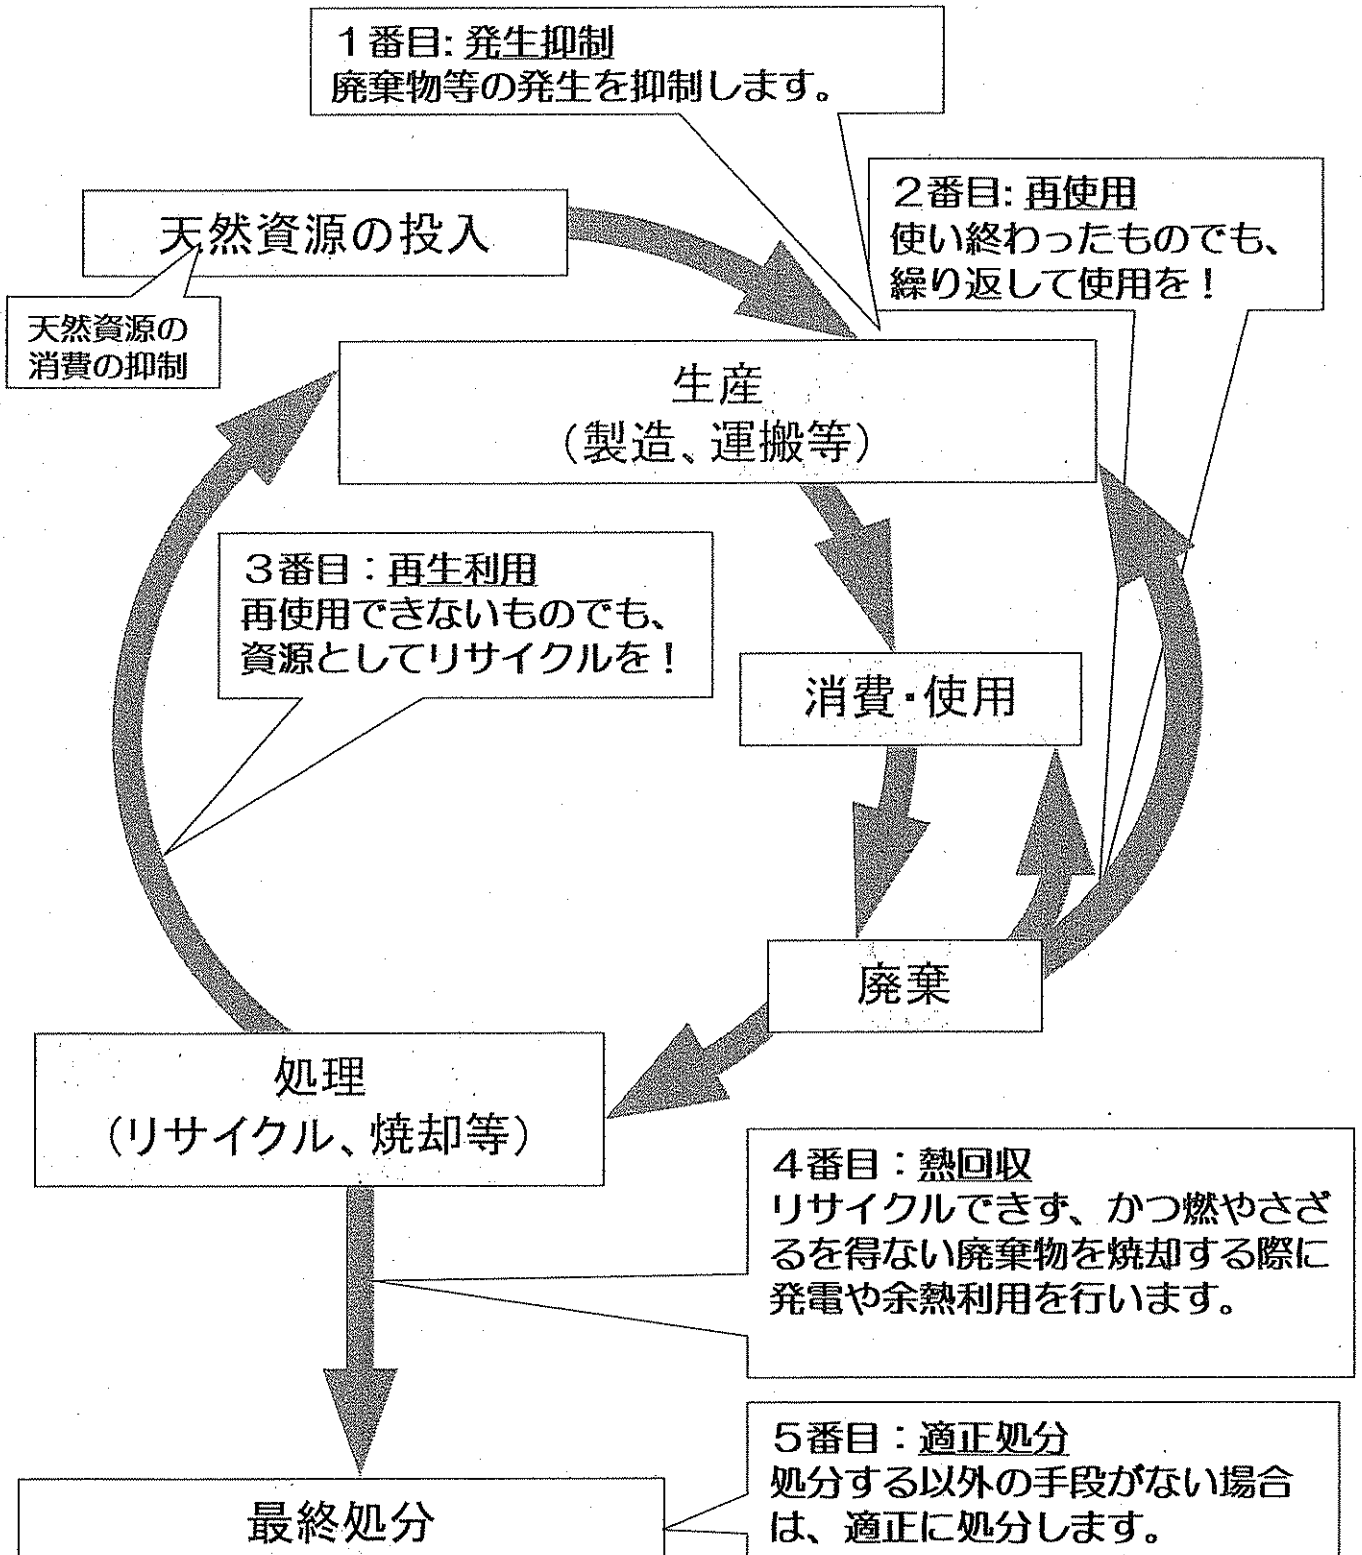 1番目: 発生抑制
廃棄物等の発生を抑制します。
2番目: 再使用
使い終わったものでも、
繰り返して使用を！
天然資源の投入
天然資源の
消費の抑制
生産
（製造、運搬等）
3番目：再生利用
再使用できないものでも、
資源としてリサイクルを！
消費・使用
廃棄
処理
（リサイクル、焼却等）
4番目：熱回収
リサイクルできず、かつ燃やさざ
るを得ない廃棄物を焼却する際に
発電や余熱利用を行います。
5番目：適正処分
処分する以外の手段がない場合
は、適正に処分します。
最終処分